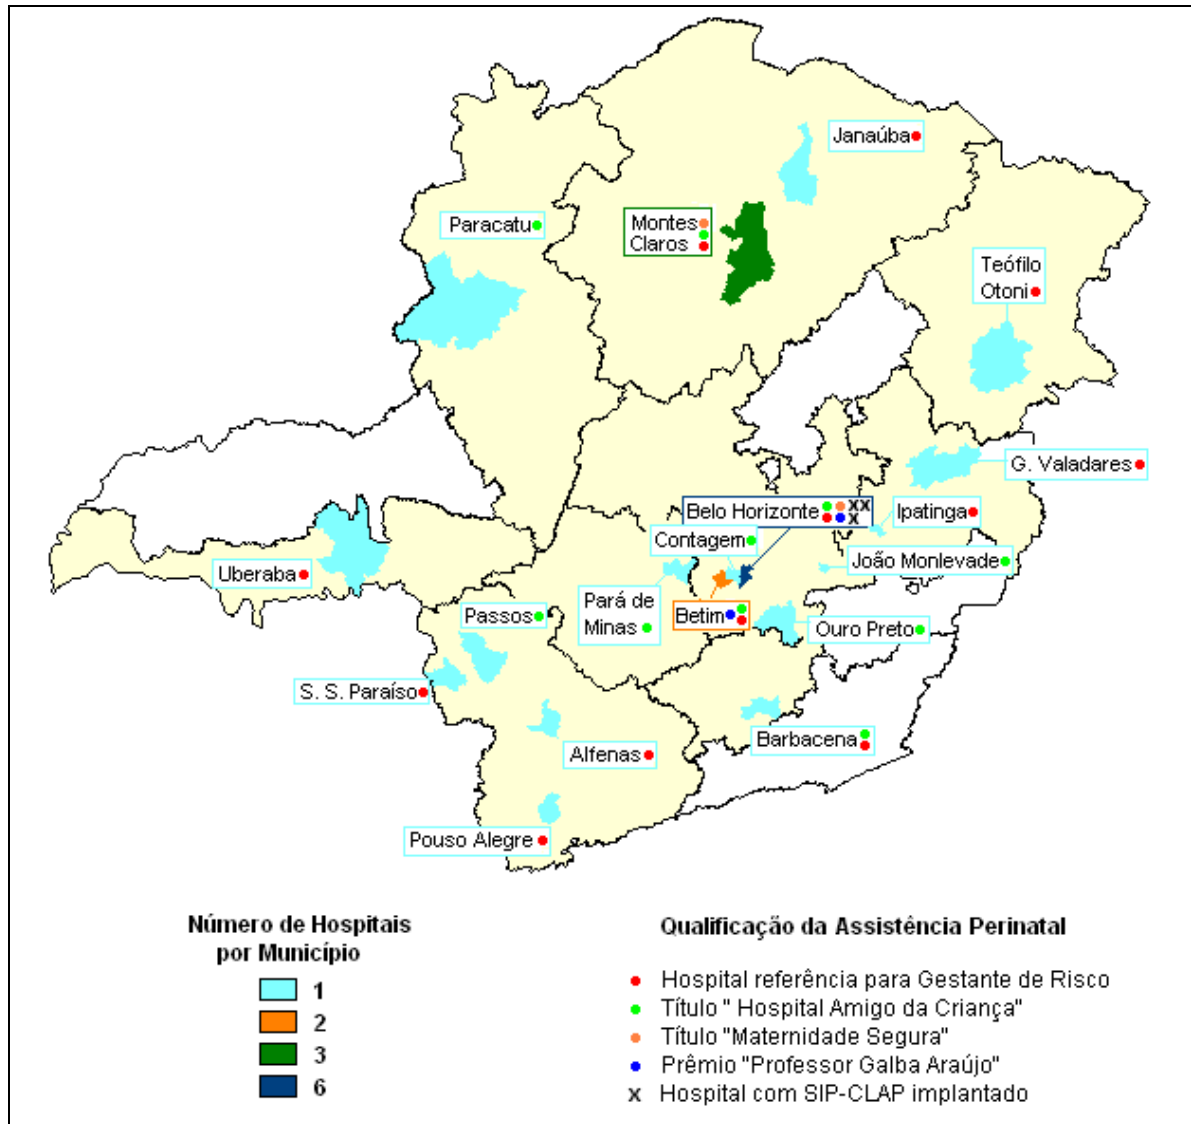 Janaúba
Paracatu
Montes
Claros
Teófilo
Otoni
G. Valadares
Belo Horizonte xx
x
Ipatinga
Contagem
João Monlevade
Uberaba
Passos
Pará de
Minas
Betim
Ouro Preto
S. S. Paraíso
Barbacena
Alfenas
Pouso Alegre
Número de Hospitais
por Município
1
2
3
6
Qualificação da Assistência Perinatal
Hospital referência para Gestante de Risco
Título " Hospital Amigo da Criança"
Título "Maternidade Segura"
Prêmio "Professor Galba Araújo"
x Hospital com SIP-CLAP implantado